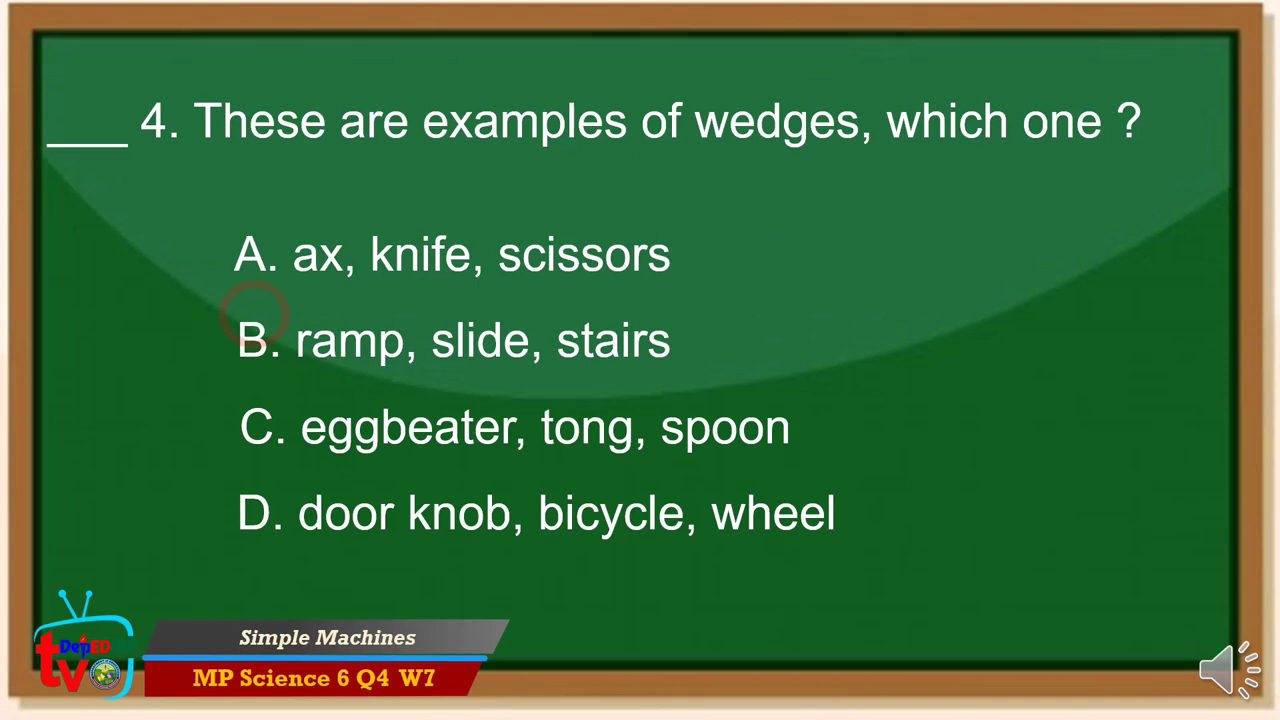 ___ 4. These are examples of wedges, which one ?
A. ax, knife, scissors
B. ramp, slide, stairs
C. eggbeater, tong, spoon
D. door knob, bicycle, wheel
DepED
tv
Simple Machines
MP Science 6 Q4 W7